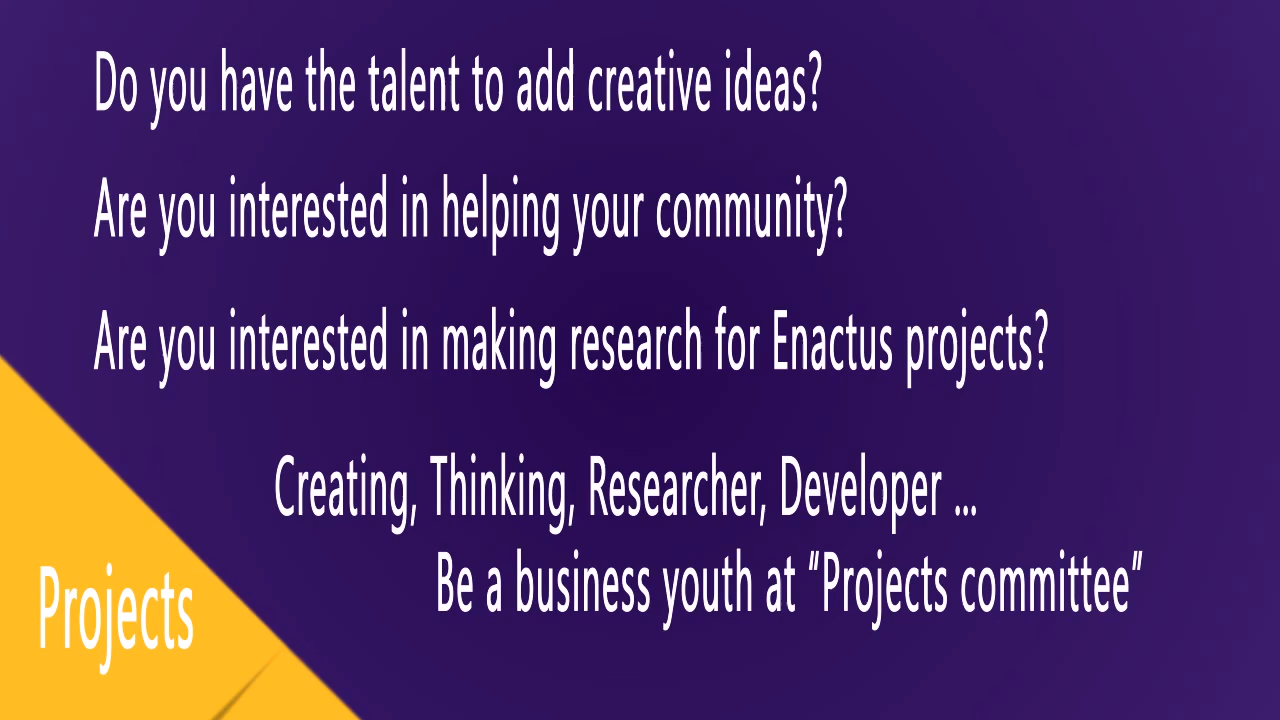 Do you have the talent to add creative ideas?
Are you interested in helping your community?
Are you interested in making research for Enactus projects?
Creating, Thinking, Researcher, Developer ...
Be a business youth at "Projects committee"
Projects